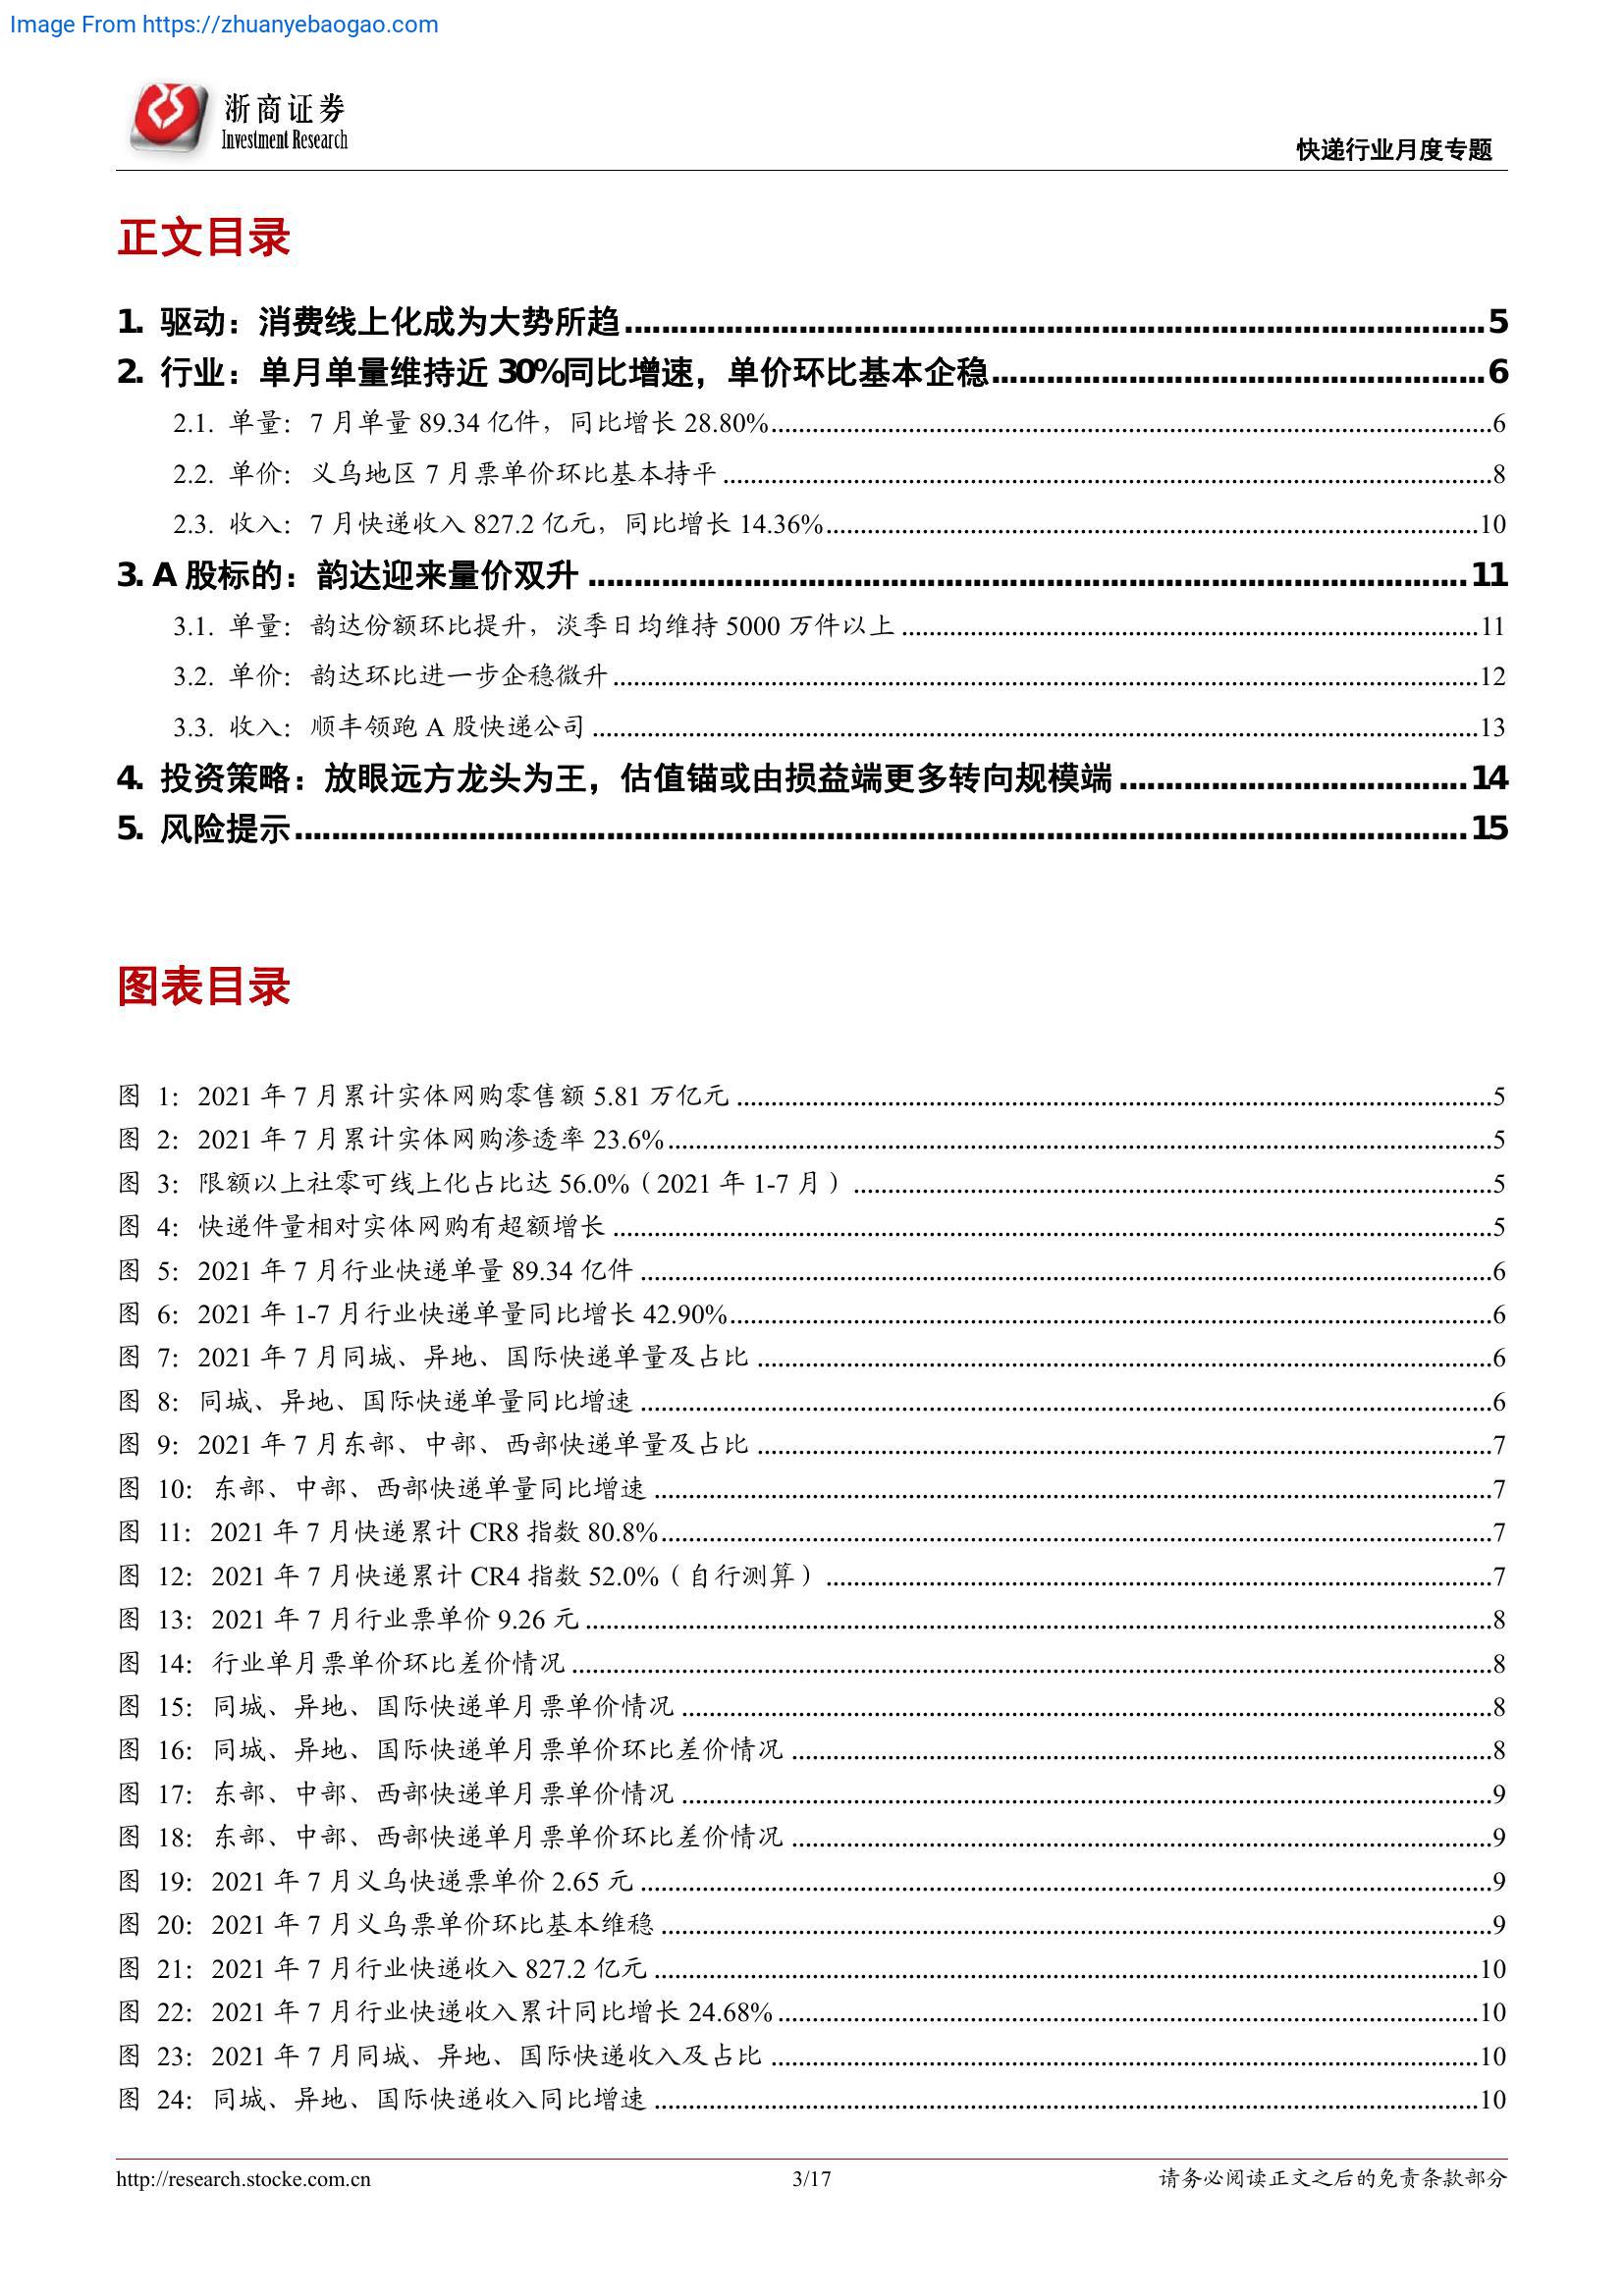 Image From https://zhuanyebaogao.com
浙商证券
Investment Research
快递行业月度专题
正文目录
1. 驱动：消费线上化成为大势所趋........................................5
2. 行业：单月单量维持近 30%同比增速，单价环比基本企稳........................................6
2.1. 单量：7 月单量 89.34 亿件，同比增长 28.80%........................................6
2.2. 单价：义乌地区 7 月票单价环比基本持平........................................8
2.3. 收入：7 月快递收入 827.2 亿元，同比增长 14.36%........................................10
3. A 股标的：韵达迎来量价双升........................................11
3.1. 单量：韵达份额环比提升，淡季日均维持 5000 万件以上........................................11
3.2. 单价：韵达环比进一步企稳微升........................................12
3.3. 收入：顺丰领跑 A 股快递公司........................................13
4. 投资策略：放眼远方龙头为王，估值锚或由损益端更多转向规模端........................................14
5. 风险提示........................................15
图表目录
图 1：2021 年 7 月累计实体网购零售额 5.81 万亿元........................................5
图 2：2021 年 7 月累计实体网购渗透率 23.6%........................................5
图 3：限额以上社零可线上化占比达 56.0%（2021 年 1-7 月）........................................5
图 4：快递件量相对实体网购有超额增长........................................5
图 5：2021 年 7 月行业快递单量 89.34 亿件........................................6
图 6：2021 年 1-7 月行业快递单量同比增长 42.90%........................................6
图 7：2021 年 7 月同城、异地、国际快递单量及占比........................................6
图 8：同城、异地、国际快递单量同比增速........................................6
图 9：2021 年 7 月东部、中部、西部快递单量及占比........................................7
图 10：东部、中部、西部快递单量同比增速........................................7
图 11：2021 年 7 月快递累计 CR8 指数 80.8%........................................7
图 12：2021 年 7 月快递累计 CR4 指数 52.0%（自行测算）........................................7
图 13：2021 年 7 月行业票单价 9.26 元........................................8
图 14：行业单月票单价环比差价情况........................................8
图 15：同城、异地、国际快递单月票单价情况........................................8
图 16：同城、异地、国际快递单月票单价环比差价情况........................................8
图 17：东部、中部、西部快递单月票单价情况........................................9
图 18：东部、中部、西部快递单月票单价环比差价情况........................................9
图 19：2021 年 7 月义乌快递票单价 2.65 元........................................9
图 20：2021 年 7 月义乌票单价环比基本维稳........................................9
图 21：2021 年 7 月行业快递收入 827.2 亿元........................................10
图 22：2021 年 7 月行业快递收入累计同比增长 24.68%........................................10
图 23：2021 年 7 月同城、异地、国际快递收入及占比........................................10
图 24：同城、异地、国际快递收入同比增速........................................10
http://research.stocke.com.cn
3/17
请务必阅读正文之后的免责条款部分